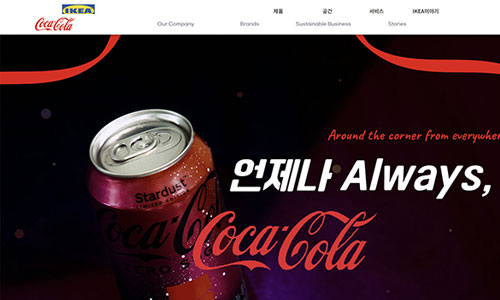 IKEA
제품 공간 서비스 IKEA이야기
Coca-Cola
Our Company Brands Sustainable Business Stories
Around the corner from everywhere
언제나 Always,
Stardust
LIMITED EDITION
Coca-Cola
ZERO
Coca-Cola